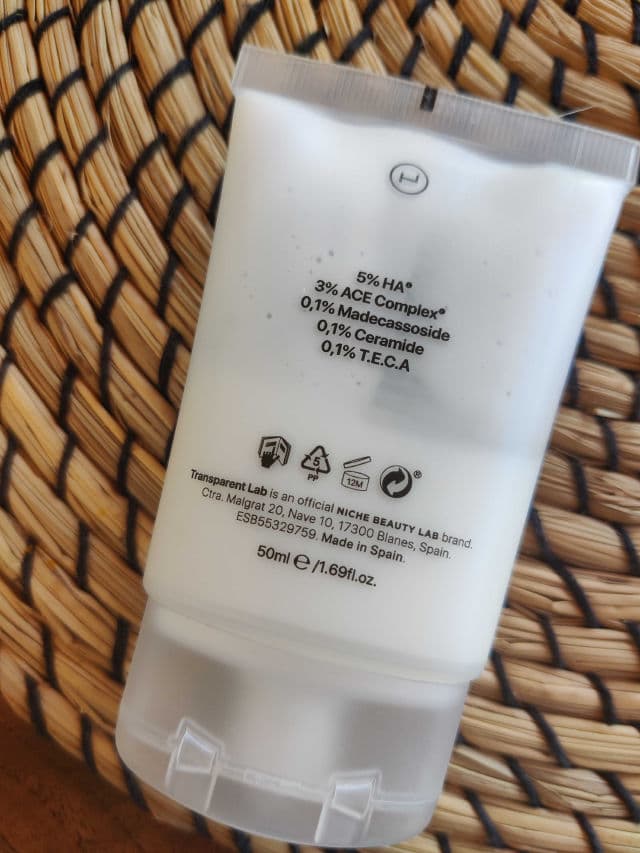 5% HA®
3% ACE Complex®
0,1% Madecassoside
0,1% Ceramide
0,1% T.E.C.A
5
PP
12M
®
Transparent Lab is an official NICHE BEAUTY LAB brand.
Ctra. Malgrat 20, Nave 10, 17300 Blanes, Spain.
ESB55329759. Made in Spain.
50ml ℮ /1.69fl.oz.